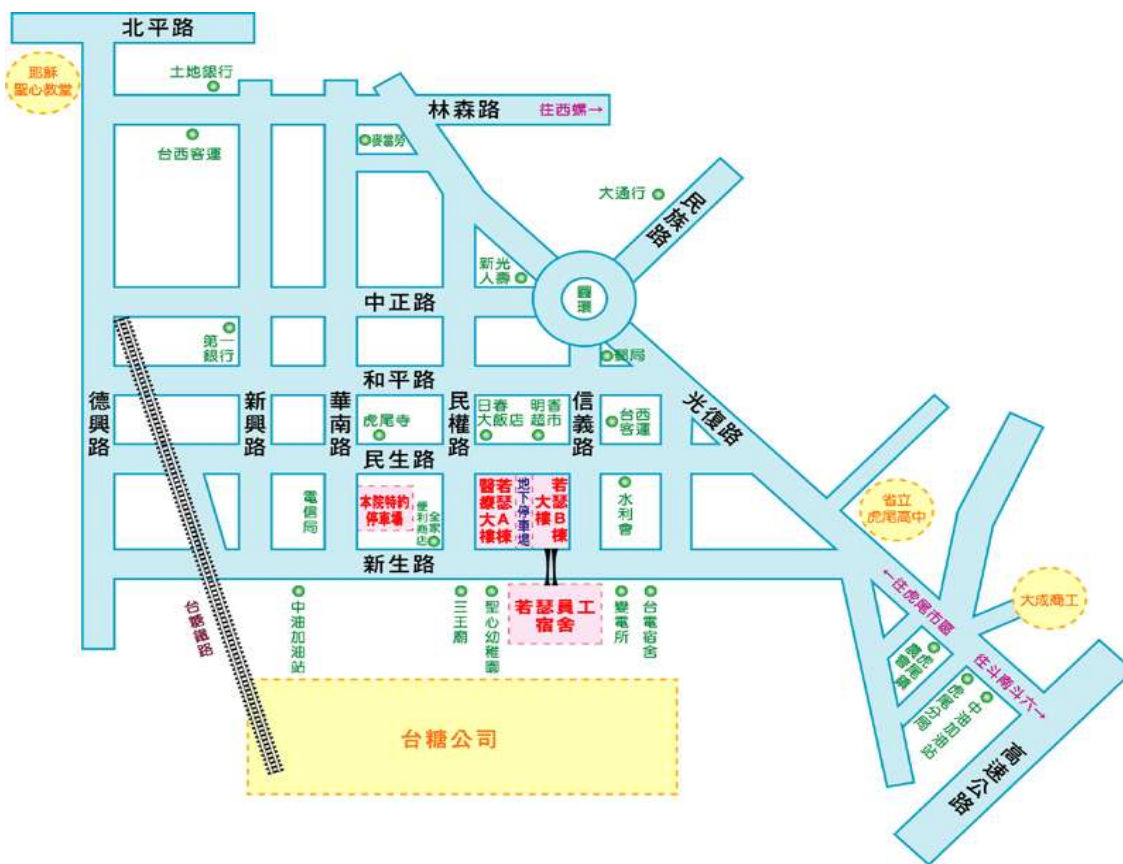 北平路
耶穌
聖心教堂
土地銀行
林森路
往西螺→
台西客運
麥當勞
大通行
民族路
新光
人壽
圓環
中正路
第一
銀行
郵局
和平路
德興路
新興路
華南路
民權路
信義路
光復路
虎尾寺
日春
大飯店
明香
超市
台西
客運
民生路
電信局
本院特約
停車場
全家
便利商店
若瑟A棟
醫療大樓
地下停車場
若瑟B棟
大樓
水利會
省立
虎尾高中
新生路
←往虎尾市區
台糖鐵路
中油加油站
三王廟
聖心幼稚園
若瑟員工
宿舍
變電所
台電宿舍
大成商工
虎尾鎮
農會
往斗南斗六→
虎尾分局
中油加油站
台糖公司
高速公路